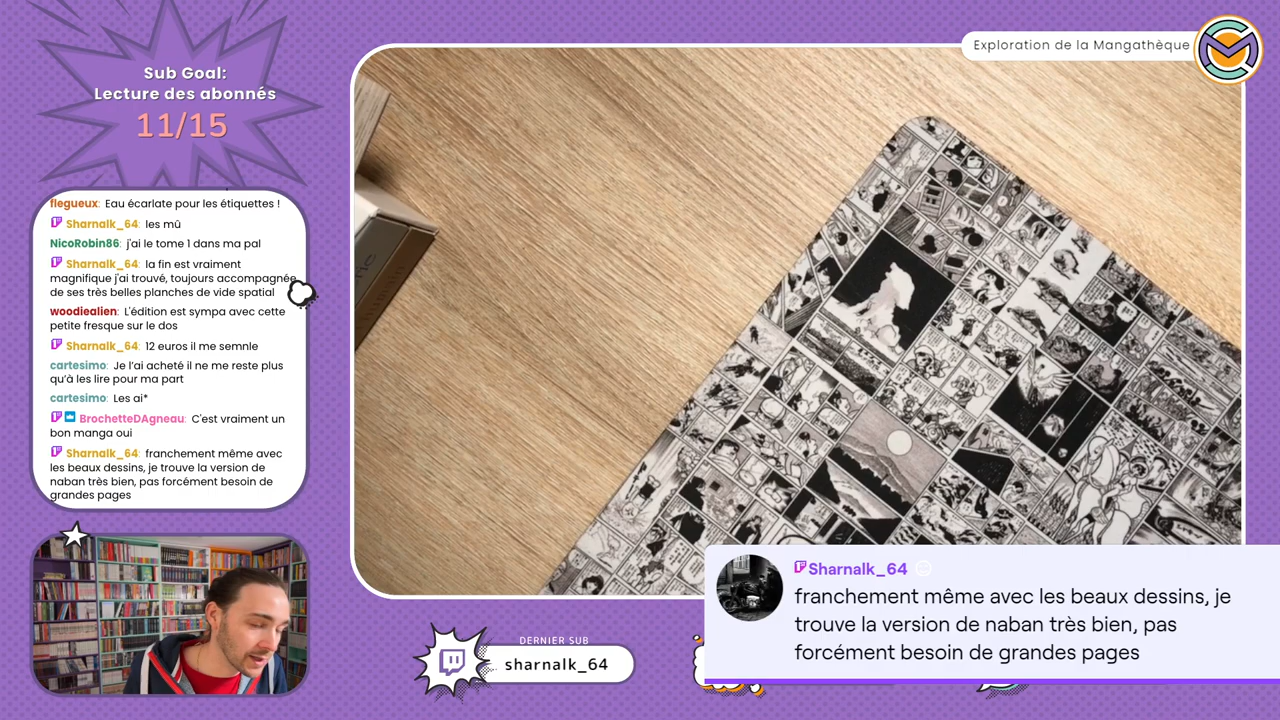 Sub Goal:
Lecture des abonnés
11/15
Exploration de la Mangathèque
flegueux: Eau écarlate pour les étiquettes !
Sharnalk_64: les mû
NicoRobin86: j'ai le tome 1 dans ma pal
Sharnalk_64: la fin est vraiment
magnifique j'ai trouvé, toujours accompagnée
de ses très belles planches de vide spatial
woodiealien: L'édition est sympa avec cette
petite fresque sur le dos
Sharnalk_64: 12 euros il me semnle
cartesimo: Je l'ai acheté il ne me reste plus
qu'à les lire pour ma part
cartesimo: Les ai*
BrochetteDAgneau: C'est vraiment un
bon manga oui
Sharnalk_64: franchement même avec
les beaux dessins, je trouve la version de
naban très bien, pas forcément besoin de
grandes pages
DERNIER SUB
sharnalk_64
Sharnalk_64
franchement même avec les beaux dessins, je
trouve la version de naban très bien, pas
forcément besoin de grandes pages